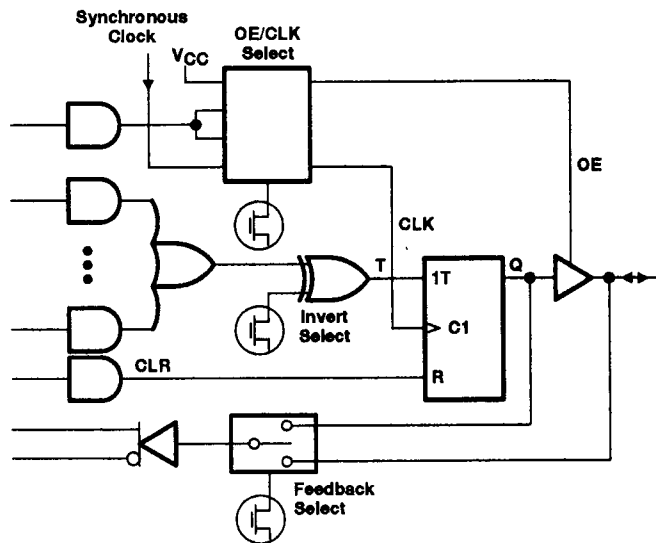 Synchronous
Clock
OE/CLK
Select
VCC
OE
CLK
T
1T
Q
Invert
Select
C1
CLR
R
Feedback
Select